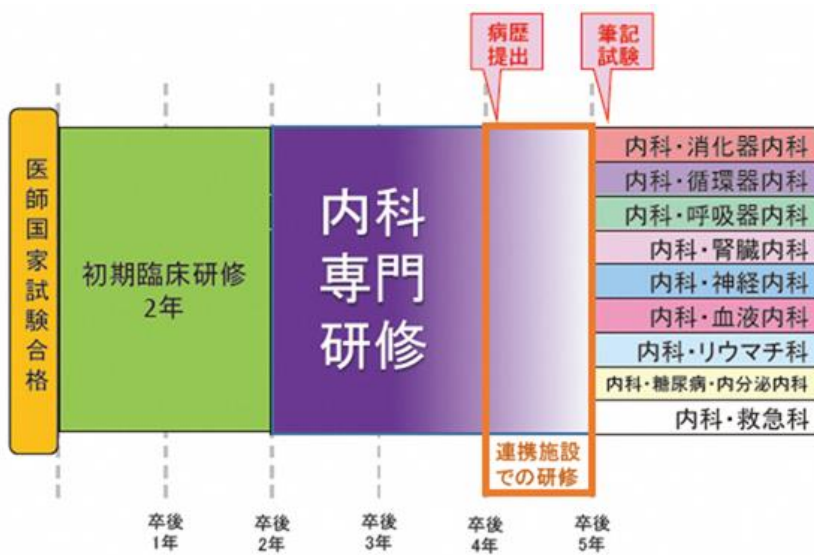 病歴
提出
筆記
試験
医師国家試験合格
初期臨床研修
2年
内科
専門
研修
内科・消化器内科
内科・循環器内科
内科・呼吸器内科
内科・腎臓内科
内科・神経内科
内科・血液内科
内科・リウマチ科
内科・糖尿病・内分泌内科
内科・救急科
連携施設
での研修
卒後
1年
卒後
2年
卒後
3年
卒後
4年
卒後
5年